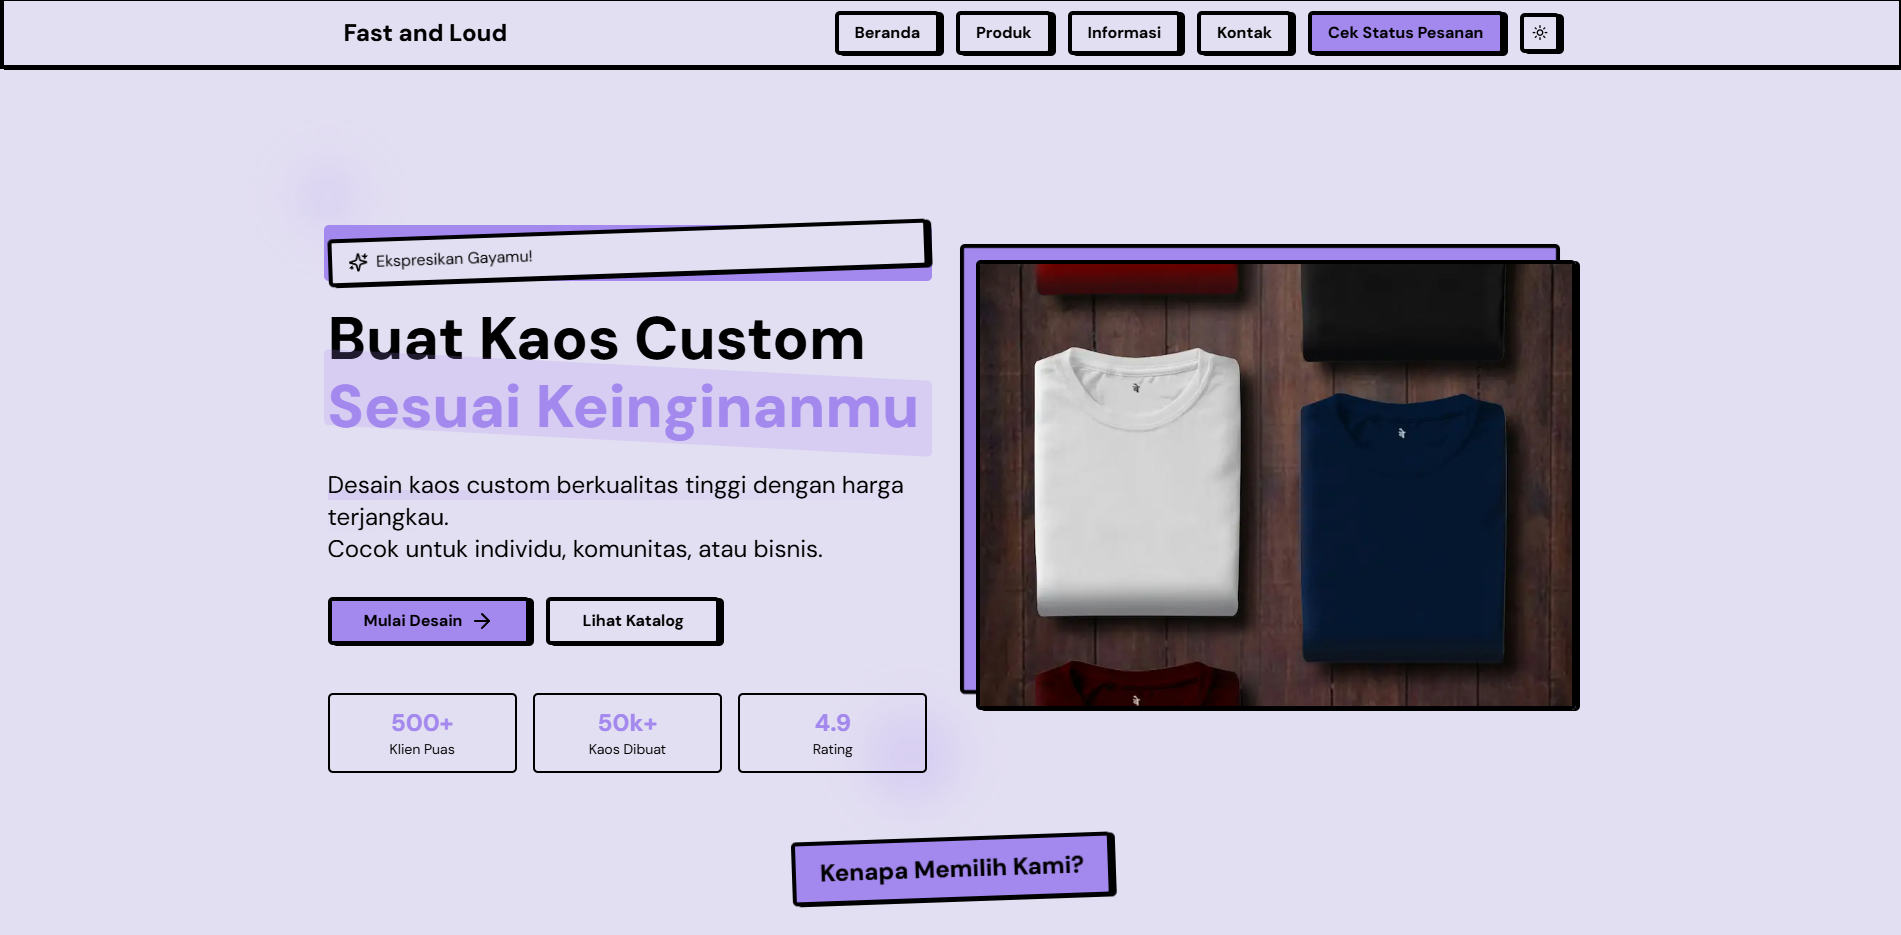 Fast and Loud
Beranda
Produk
Informasi
Kontak
Cek Status Pesanan
Ekspresikan Gayamu!
Buat Kaos Custom
Sesuai Keinginanmu
Desain kaos custom berkualitas tinggi dengan harga
terjangkau.
Cocok untuk individu, komunitas, atau bisnis.
Mulai Desain
Lihat Katalog
500+
Klien Puas
50k+
Kaos Dibuat
4.9
Rating
Kenapa Memilih Kami?